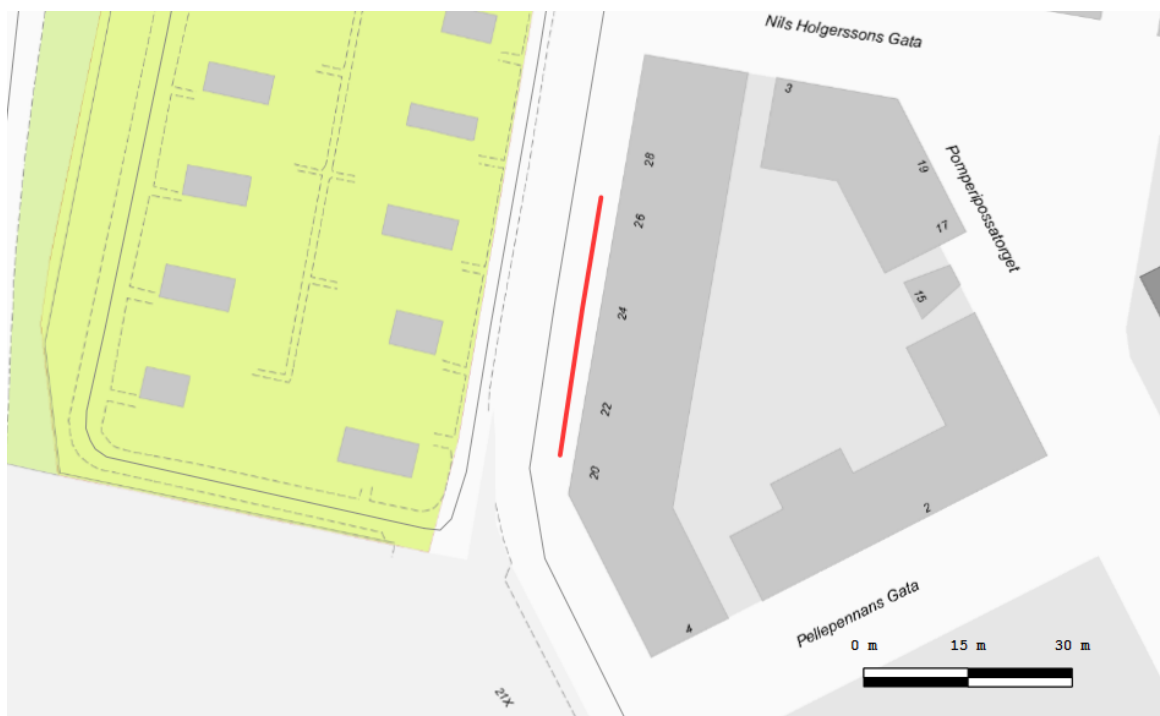 Nils Holgerssons Gata
3
28
19
Pomperipossatorget
26
17
15
24
22
20
2
Pellepennans Gata
4
0 m 15 m 30 m
21X